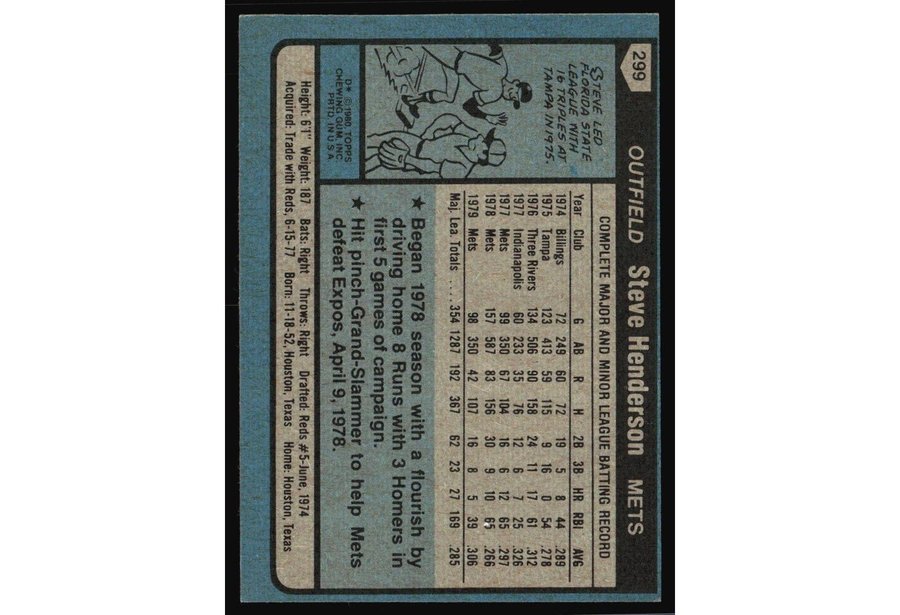 299
OUTFIELD Steve Henderson METS
STEVE LED
FLORIDA STATE
LEAGUE WITH
16 TRIPLES AT
TAMPA IN 1975.
D* © 1980 TOPPS
CHEWING GUM, INC.
PRTD. IN U.S.A.
COMPLETE MAJOR AND MINOR LEAGUE BATTING RECORD
Year Club G AB R H 2B 3B HR RBI AVG
1974 Billings 72 249 60 72 19 5 8 44 .289
1975 Tampa 123 413 59 115 9 16 0 54 .278
1976 Three Rivers 134 506 90 158 24 11 17 61 .312
1977 Indianapolis 60 233 35 76 12 6 7 25 .326
1977 Mets 99 350 67 104 16 6 12 65 .297
1978 Mets 157 587 83 156 30 9 10 65 .266
1979 Mets 98 350 42 107 16 8 5 39 .306
Maj. Lea. Totals .... 354 1287 192 367 62 23 27 169 .285
★ Began 1978 season with a flourish by
driving home 8 Runs with 3 Homers in
first 5 games of campaign.
★ Hit pinch-Grand-Slammer to help Mets
defeat Expos, April 9, 1978.
Height: 6'1" Weight: 187 Bats: Right Throws: Right Drafted: Reds #5-June, 1974
Acquired: Trade with Reds, 6-15-77 Born: 11-18-52, Houston, Texas Home: Houston, Texas